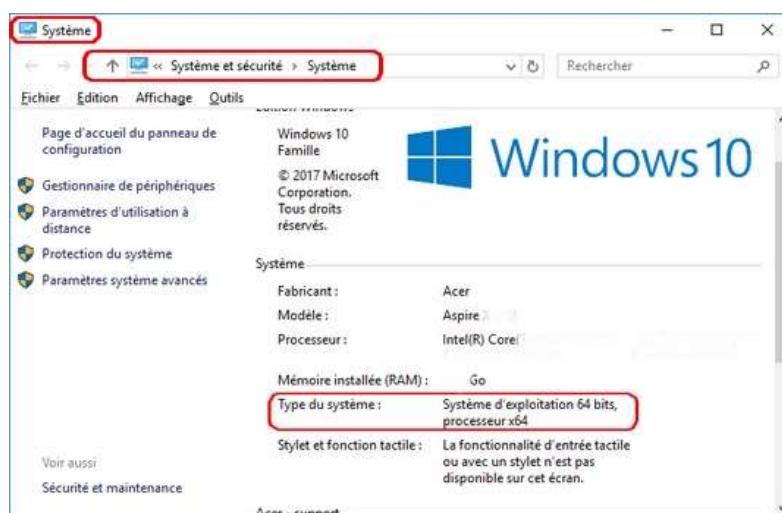 Système
« Système et sécurité › Système
Rechercher
Fichier Edition Affichage Outils
Edition Windows
Page d'accueil du panneau de
configuration
Gestionnaire de périphériques
Paramètres d'utilisation à
distance
Protection du système
Paramètres système avancés
Voir aussi
Sécurité et maintenance
Windows 10
Famille
© 2017 Microsoft
Corporation.
Tous droits
réservés.
Windows 10
Système
Fabricant : Acer
Modèle : Aspire
Processeur : Intel(R) Core
Mémoire installée (RAM) : Go
Type du système : Système d'exploitation 64 bits,
processeur x64
Stylet et fonction tactile : La fonctionnalité d'entrée tactile
ou avec un stylet n'est pas
disponible sur cet écran.
Acer - support